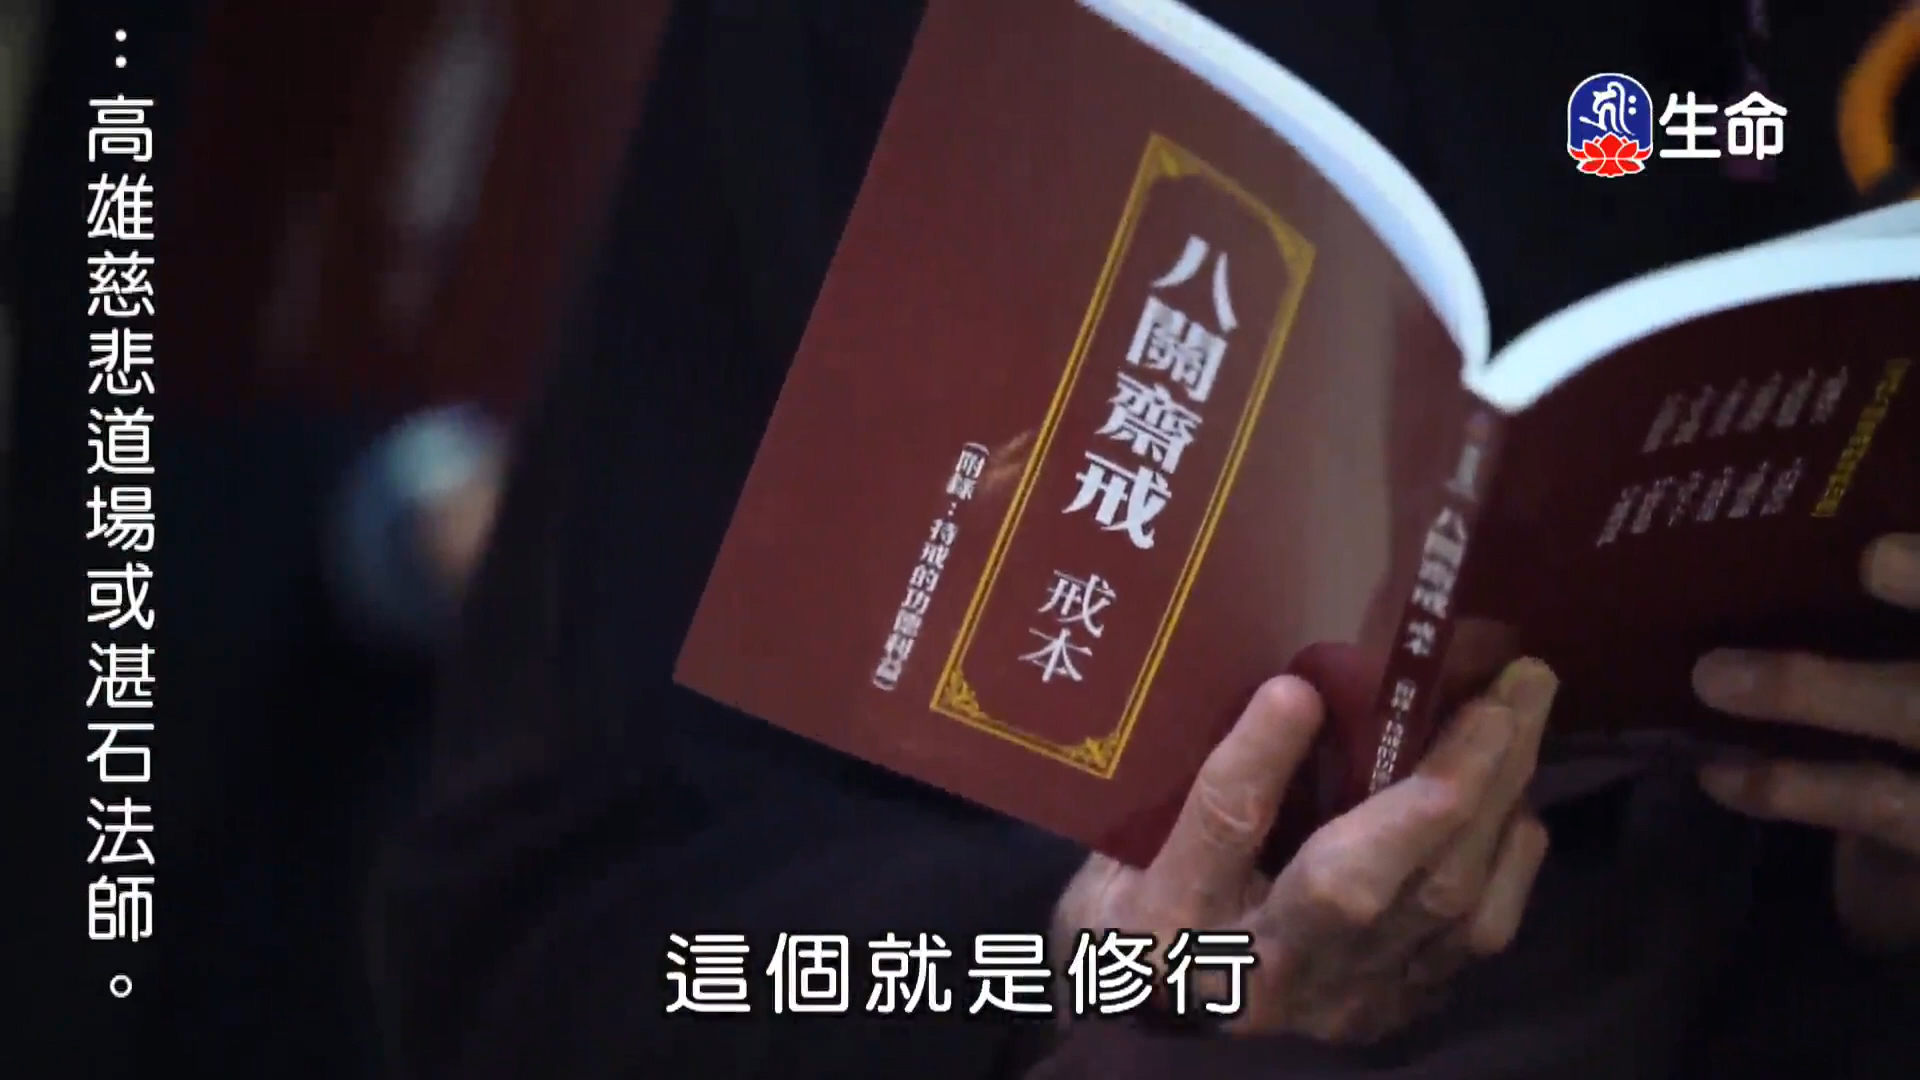 ：高雄慈悲道場或湛石法師。
生命
八關齋戒 戒本
(附錄：持戒的功德利益)
八關齋戒 戒本
這個就是修行